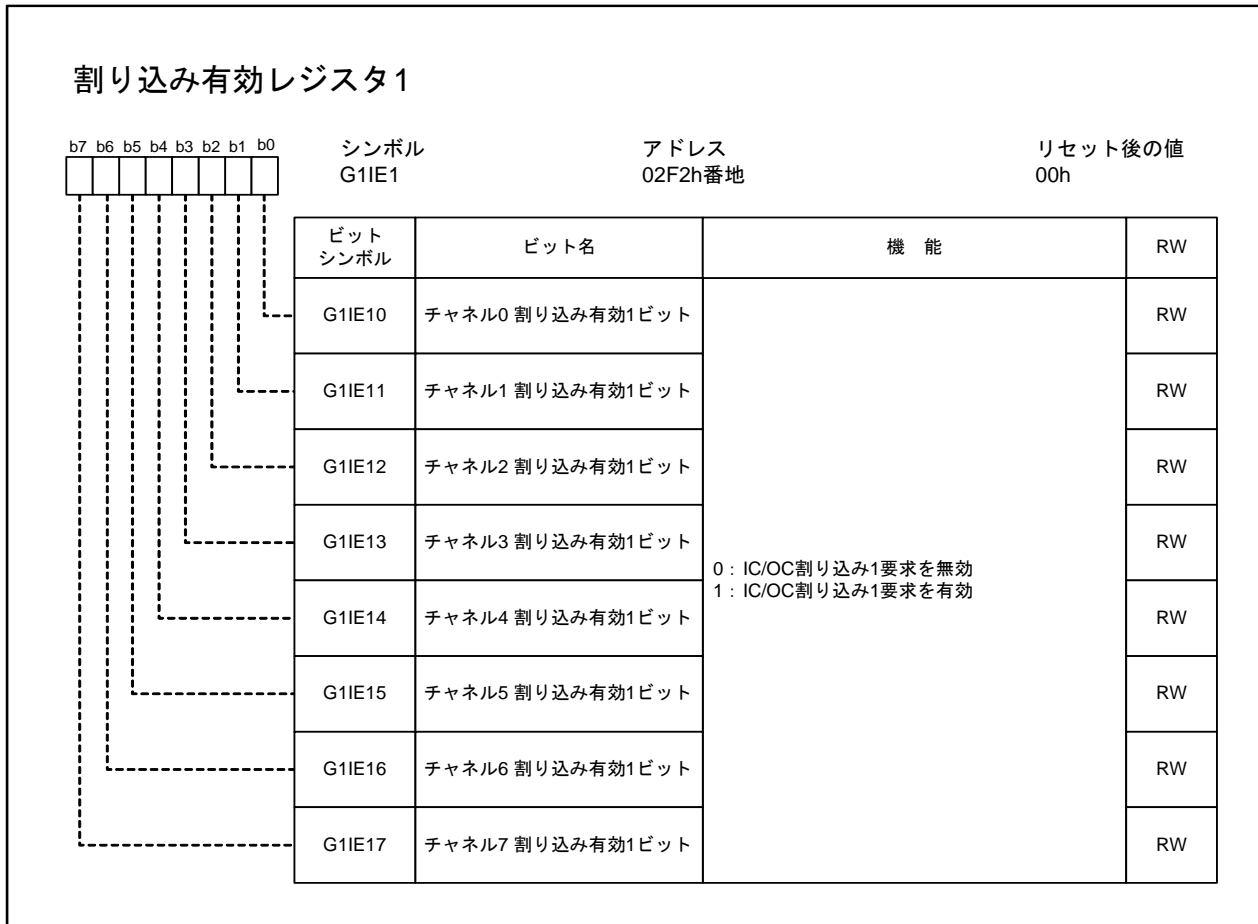 割り込み有効レジスタ1
b7 b6 b5 b4 b3 b2 b1 b0
シンボル アドレス リセット後の値
G1IE1 02F2h番地 00h
ビット
シンボル ビット名 機 能 RW
G1IE10 チャネル0 割り込み有効1ビット RW
G1IE11 チャネル1 割り込み有効1ビット RW
G1IE12 チャネル2 割り込み有効1ビット RW
G1IE13 チャネル3 割り込み有効1ビット RW
0：IC/OC割り込み1要求を無効
1：IC/OC割り込み1要求を有効
G1IE14 チャネル4 割り込み有効1ビット RW
G1IE15 チャネル5 割り込み有効1ビット RW
G1IE16 チャネル6 割り込み有効1ビット RW
G1IE17 チャネル7 割り込み有効1ビット RW